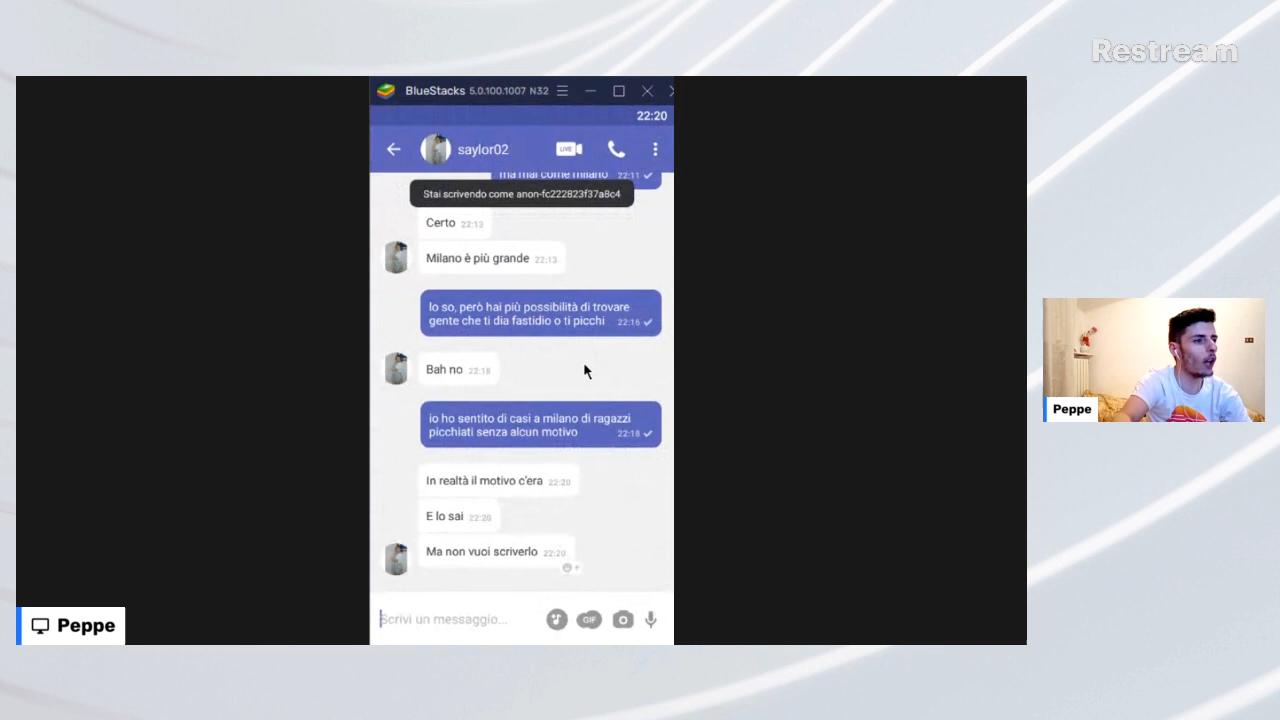 Restream
BlueStacks 5.0.100.1007 N32
22:20
saylor02
LIVE
ma mai come milano 22:11
Stai scrivendo come anon-fc222823f37a8c4
Certo 22:13
Milano è più grande 22:13
Io so, però hai più possibilità di trovare
gente che ti dia fastidio o ti picchi 22:16
Bah no 22:18
io ho sentito di casi a milano di ragazzi
picchiati senza alcun motivo 22:18
In realtà il motivo c'era 22:20
E lo sai 22:20
Ma non vuoi scriverlo 22:20
Scrivi un messaggio...
GIF
Peppe
Peppe